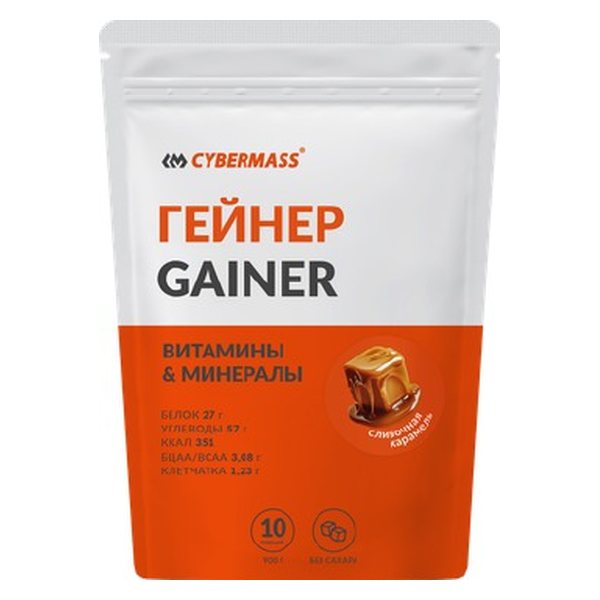 CYBERMASS®
ГЕЙНЕР
GAINER
ВИТАМИНЫ
& МИНЕРАЛЫ
БЕЛОК 27 г
УГЛЕВОДЫ 57 г
ККАЛ 351
БЦАА/BCAA 3,68 г
КЛЕТЧАТКА 1,23 г
сливочная
карамель
10
900 г
БЕЗ САХАРА